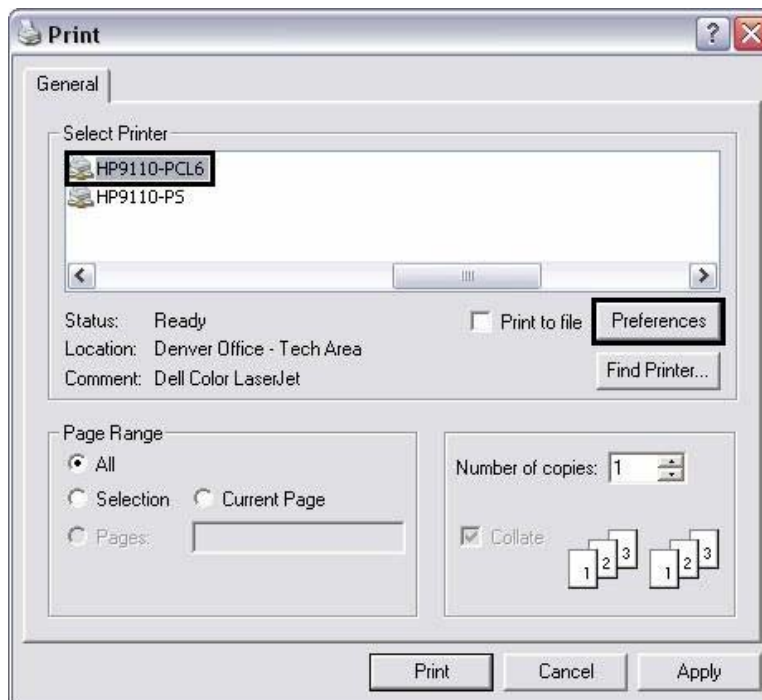 Print
General
Select Printer
HP9110-PCL6
HP9110-PS
Status: Ready
Print to file
Preferences
Location: Denver Office - Tech Area
Comment: Dell Color LaserJet
Find Printer...
Page Range
All
Selection
Current Page
Pages:
Number of copies: 1
Collate
1 2 3 1 2 3
Print
Cancel
Apply